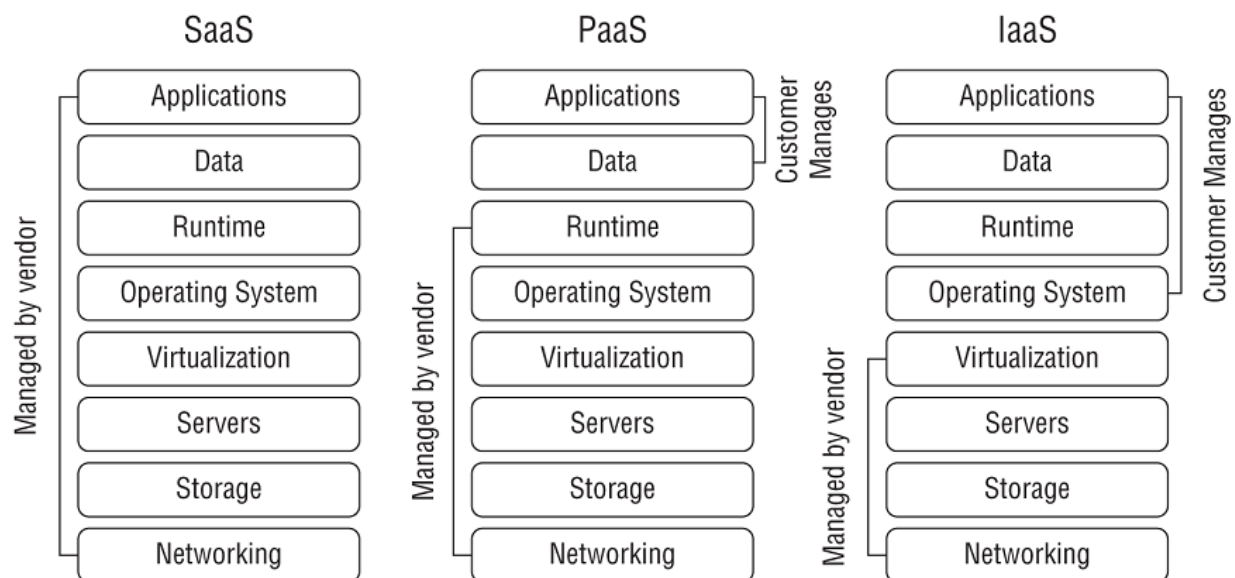 SaaS
Applications
Data
Runtime
Operating System
Virtualization
Servers
Storage
Networking
Managed by vendor
PaaS
Applications
Data
Runtime
Operating System
Virtualization
Servers
Storage
Networking
Customer
Manages
Managed by vendor
IaaS
Applications
Data
Runtime
Operating System
Virtualization
Servers
Storage
Networking
Customer Manages
Managed by vendor